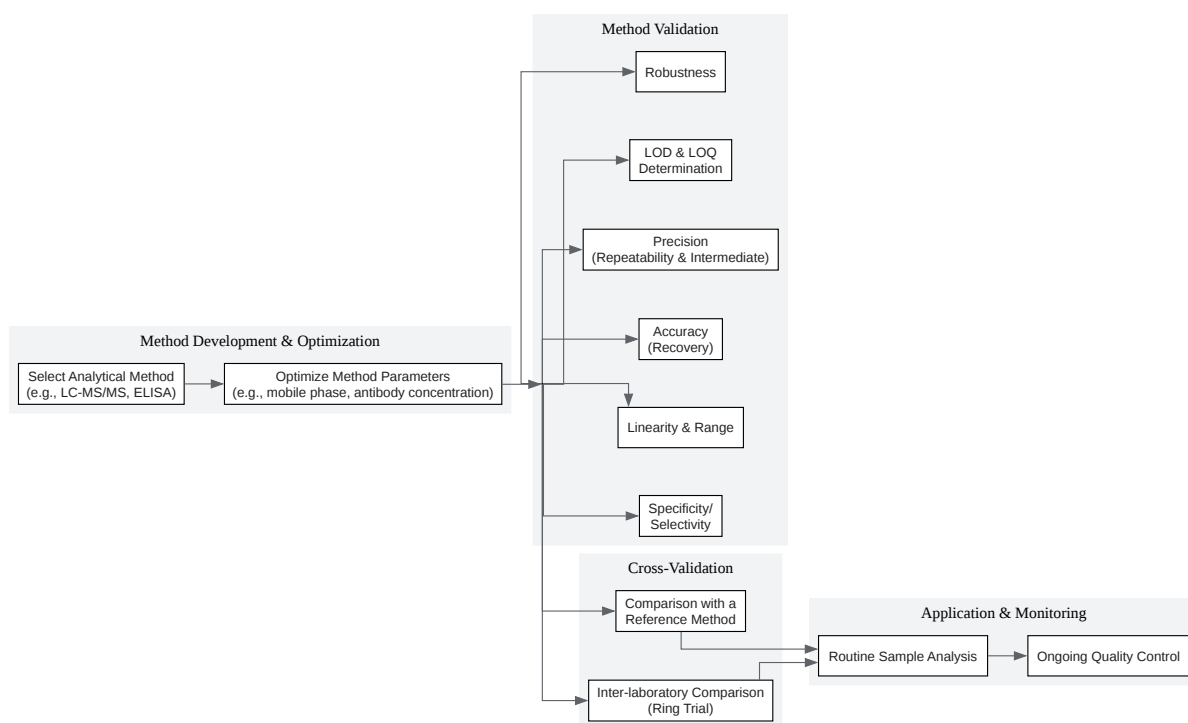 Method Validation
Robustness
LOD & LOQ
Determination
Precision
(Repeatability & Intermediate)
Accuracy
(Recovery)
Linearity & Range
Specificity/
Selectivity
Method Development & Optimization
Select Analytical Method
(e.g., LC-MS/MS, ELISA)
Optimize Method Parameters
(e.g., mobile phase, antibody concentration)
Cross-Validation
Comparison with a
Reference Method
Inter-laboratory Comparison
(Ring Trial)
Application & Monitoring
Routine Sample Analysis
Ongoing Quality Control